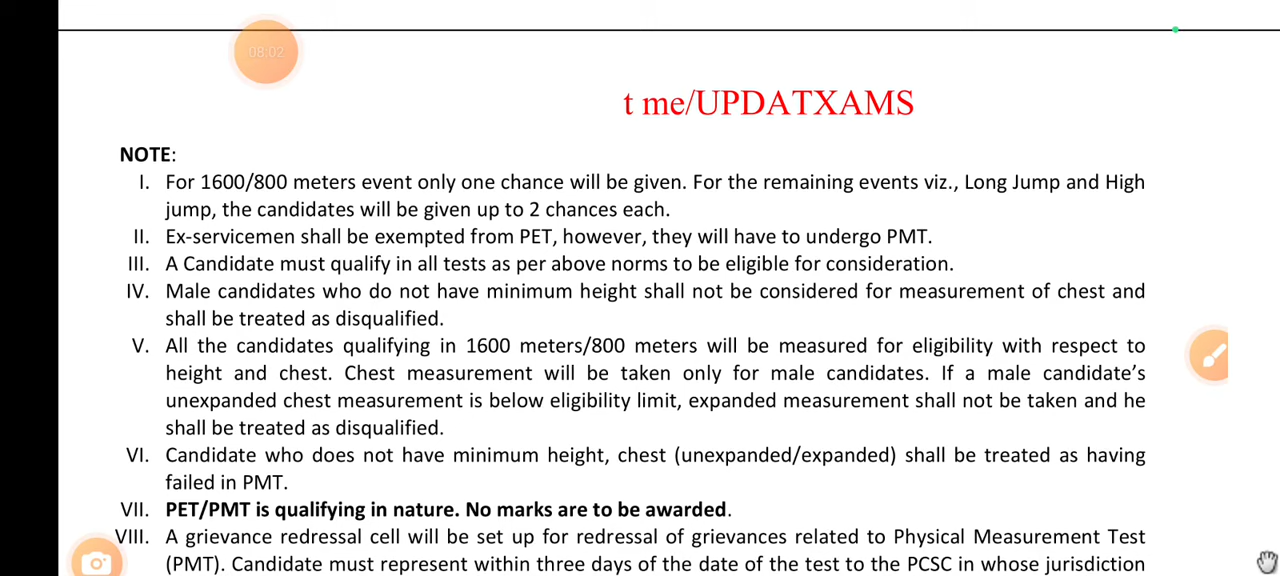 08:02
t me/UPDATXAMS
NOTE:
I. For 1600/800 meters event only one chance will be given. For the remaining events viz., Long Jump and High
jump, the candidates will be given up to 2 chances each.
II. Ex-servicemen shall be exempted from PET, however, they will have to undergo PMT.
III. A Candidate must qualify in all tests as per above norms to be eligible for consideration.
IV. Male candidates who do not have minimum height shall not be considered for measurement of chest and
shall be treated as disqualified.
V. All the candidates qualifying in 1600 meters/800 meters will be measured for eligibility with respect to
height and chest. Chest measurement will be taken only for male candidates. If a male candidate’s
unexpanded chest measurement is below eligibility limit, expanded measurement shall not be taken and he
shall be treated as disqualified.
VI. Candidate who does not have minimum height, chest (unexpanded/expanded) shall be treated as having
failed in PMT.
VII. PET/PMT is qualifying in nature. No marks are to be awarded.
VIII. A grievance redressal cell will be set up for redressal of grievances related to Physical Measurement Test
(PMT). Candidate must represent within three days of the date of the test to the PCSC in whose jurisdiction